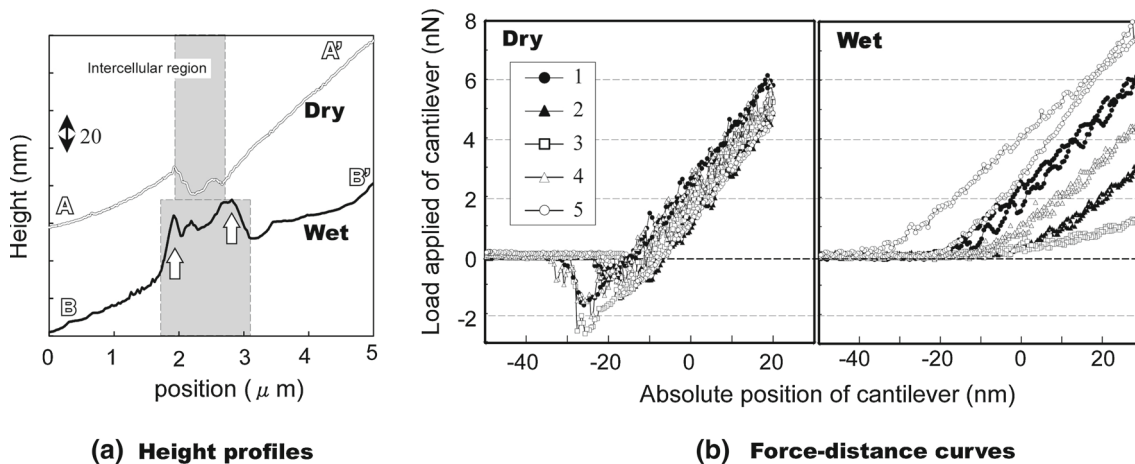 Intercellular region
20
A
A'
Dry
B
B'
Wet
Height (nm)
0 1 2 3 4 5
position ( μ m)
(a) Height profiles
Load applied of cantilever (nN)
8
6
4
2
0
-2
Dry
1
2
3
4
5
Wet
-40 -20 0 20
-40 -20 0 20
Absolute position of cantilever (nm)
(b) Force-distance curves